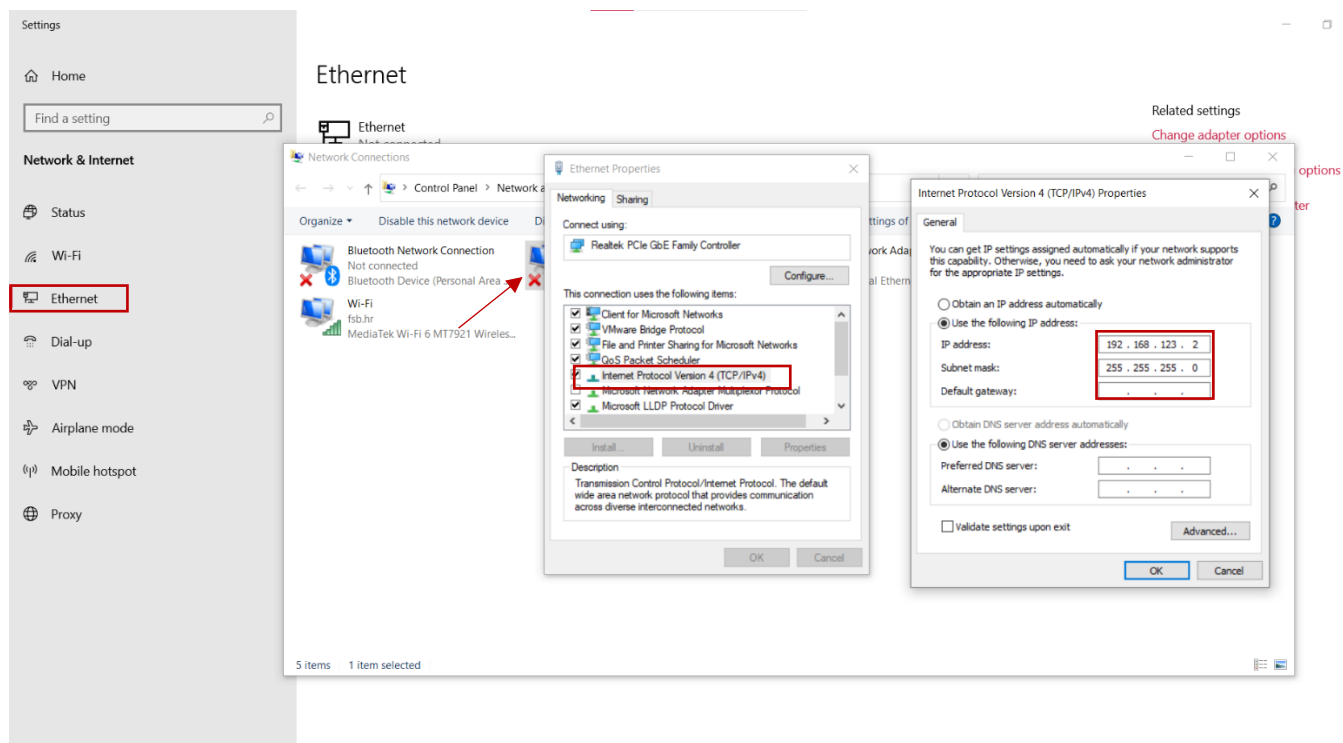 Settings
Home
Find a setting
Network & Internet
Status
Wi-Fi
Ethernet
Dial-up
VPN
Airplane mode
Mobile hotspot
Proxy
Ethernet
Ethernet
Not connected
Related settings
Change adapter options
options
Network Connections
Control Panel > Network a
Organize
Disable this network device
ttings of
Bluetooth Network Connection
Not connected
Bluetooth Device (Personal Area ...
Wi-Fi
fsb.hr
MediaTek Wi-Fi 6 MT7921 Wireles...
5 items
1 item selected
Ethernet Properties
Networking
Sharing
Connect using:
Realtek PCIe GbE Family Controller
Configure...
This connection uses the following items:
Client for Microsoft Networks
VMware Bridge Protocol
File and Printer Sharing for Microsoft Networks
QoS Packet Scheduler
Internet Protocol Version 4 (TCP/IPv4)
Microsoft Network Adapter Multiplexor Protocol
Microsoft LLDP Protocol Driver
Install...
Uninstall
Properties
Description
Transmission Control Protocol/Internet Protocol. The default
wide area network protocol that provides communication
across diverse interconnected networks.
OK
Cancel
Internet Protocol Version 4 (TCP/IPv4) Properties
General
You can get IP settings assigned automatically if your network supports
this capability. Otherwise, you need to ask your network administrator
for the appropriate IP settings.
Obtain an IP address automatically
Use the following IP address:
IP address: 192 . 168 . 123 . 2
Subnet mask: 255 . 255 . 255 . 0
Default gateway: . . .
Obtain DNS server address automatically
Use the following DNS server addresses:
Preferred DNS server: . . .
Alternate DNS server: . . .
Validate settings upon exit
Advanced...
OK
Cancel